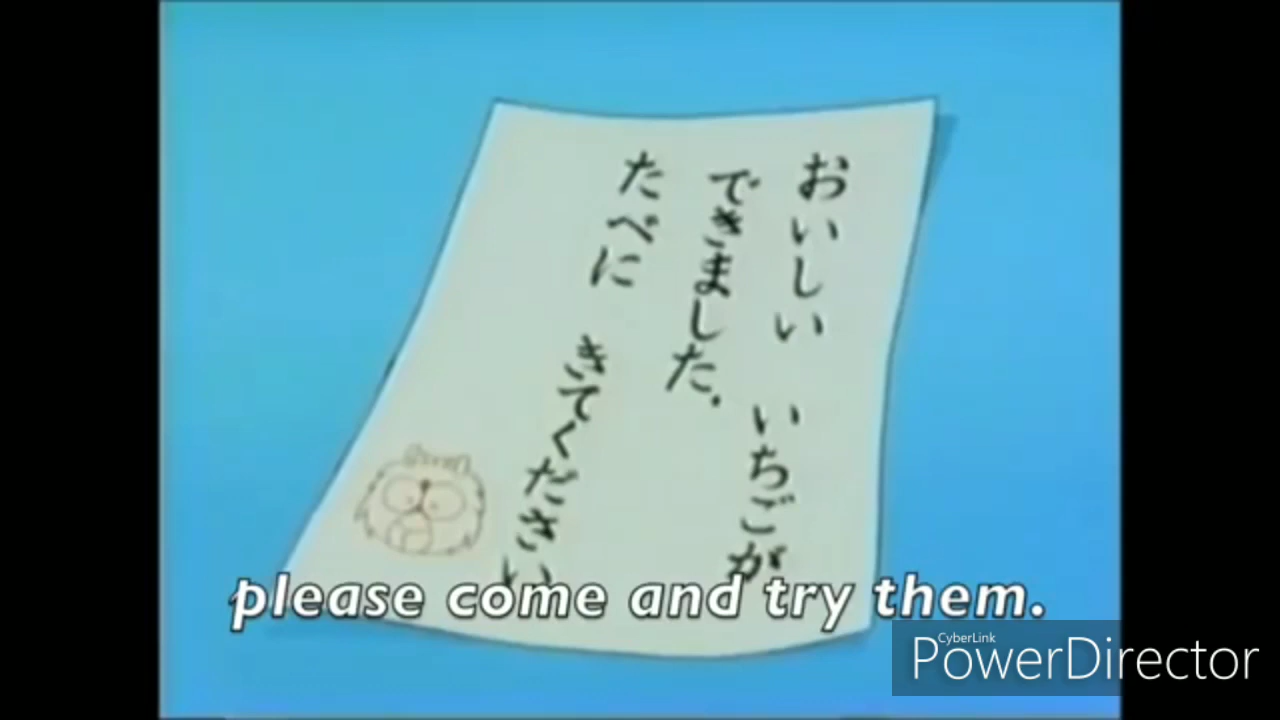 おいしい いちごが
できました.
たべに きてください
please come and try them.
CyberLink
PowerDirector